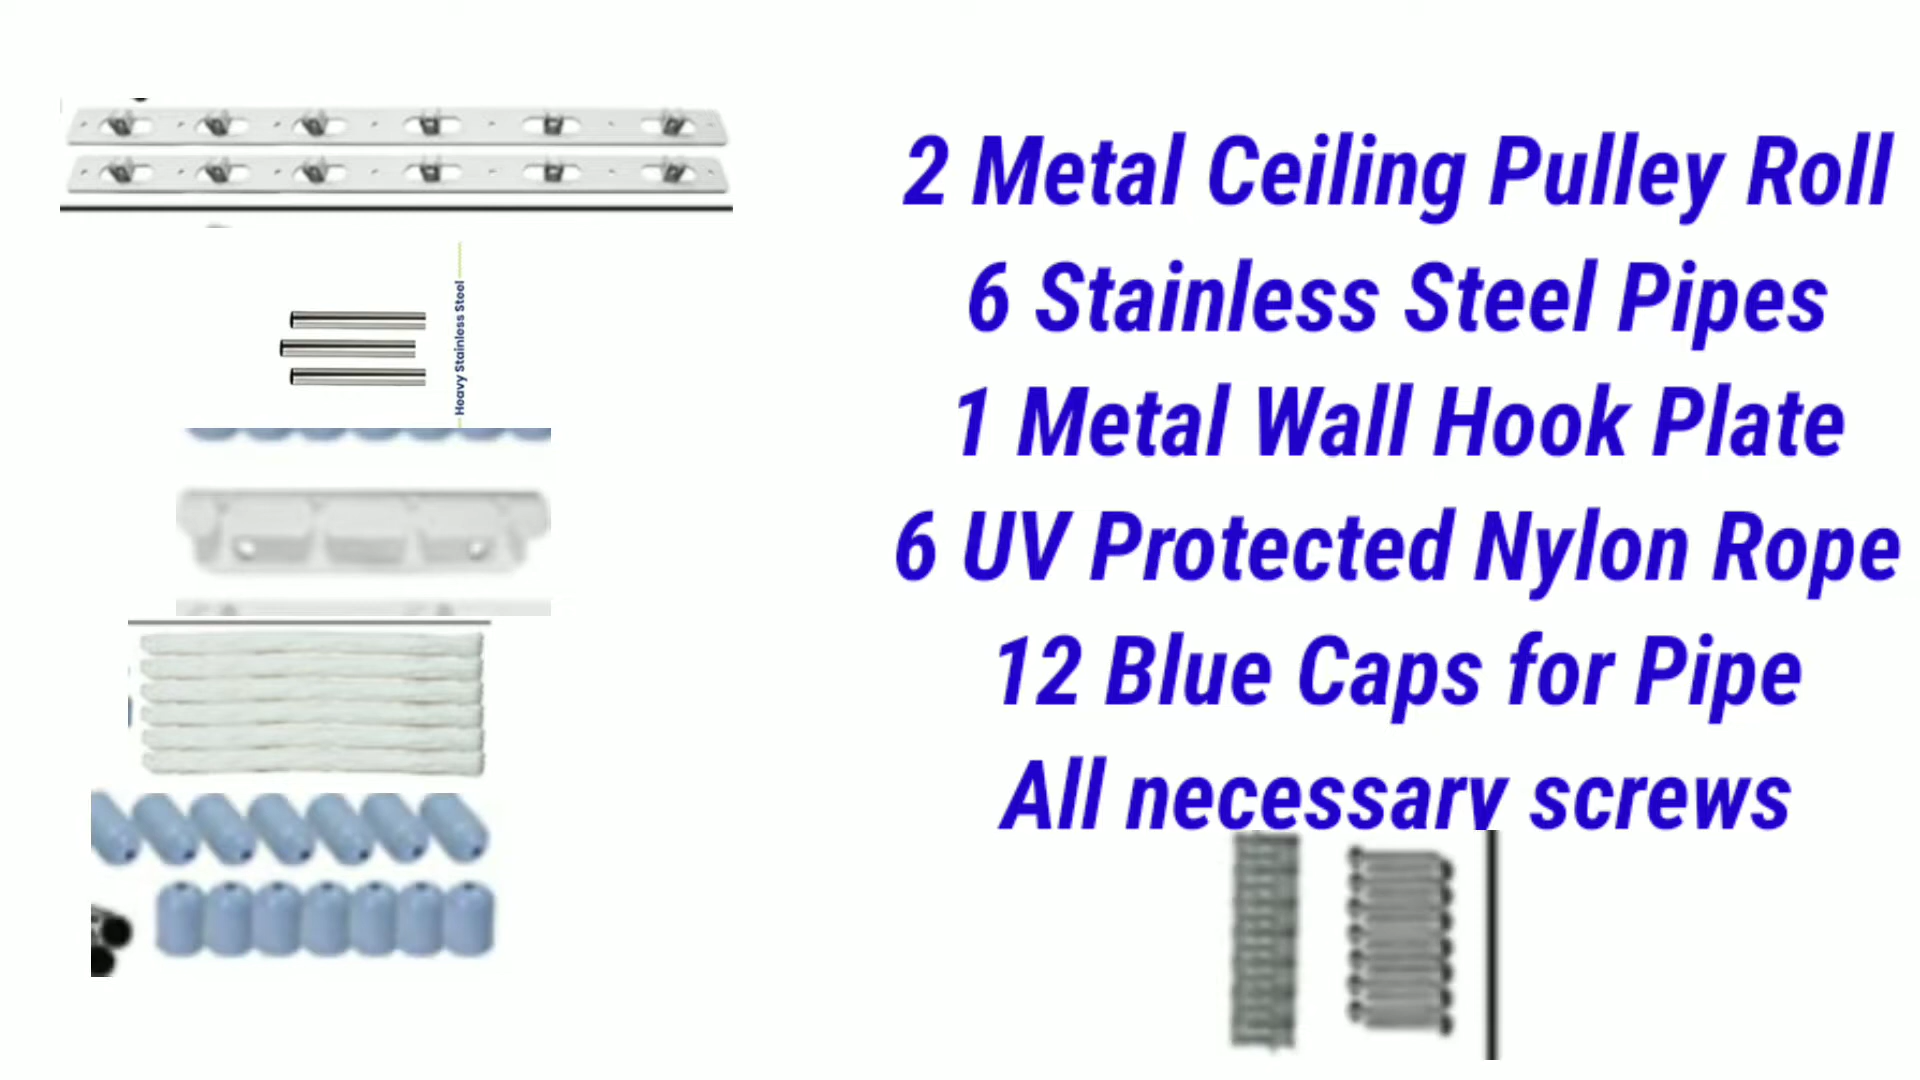 2 Metal Ceiling Pulley Roll
6 Stainless Steel Pipes
1 Metal Wall Hook Plate
6 UV Protected Nylon Rope
12 Blue Caps for Pipe
All necessary screws
Heavy Stainless Steel